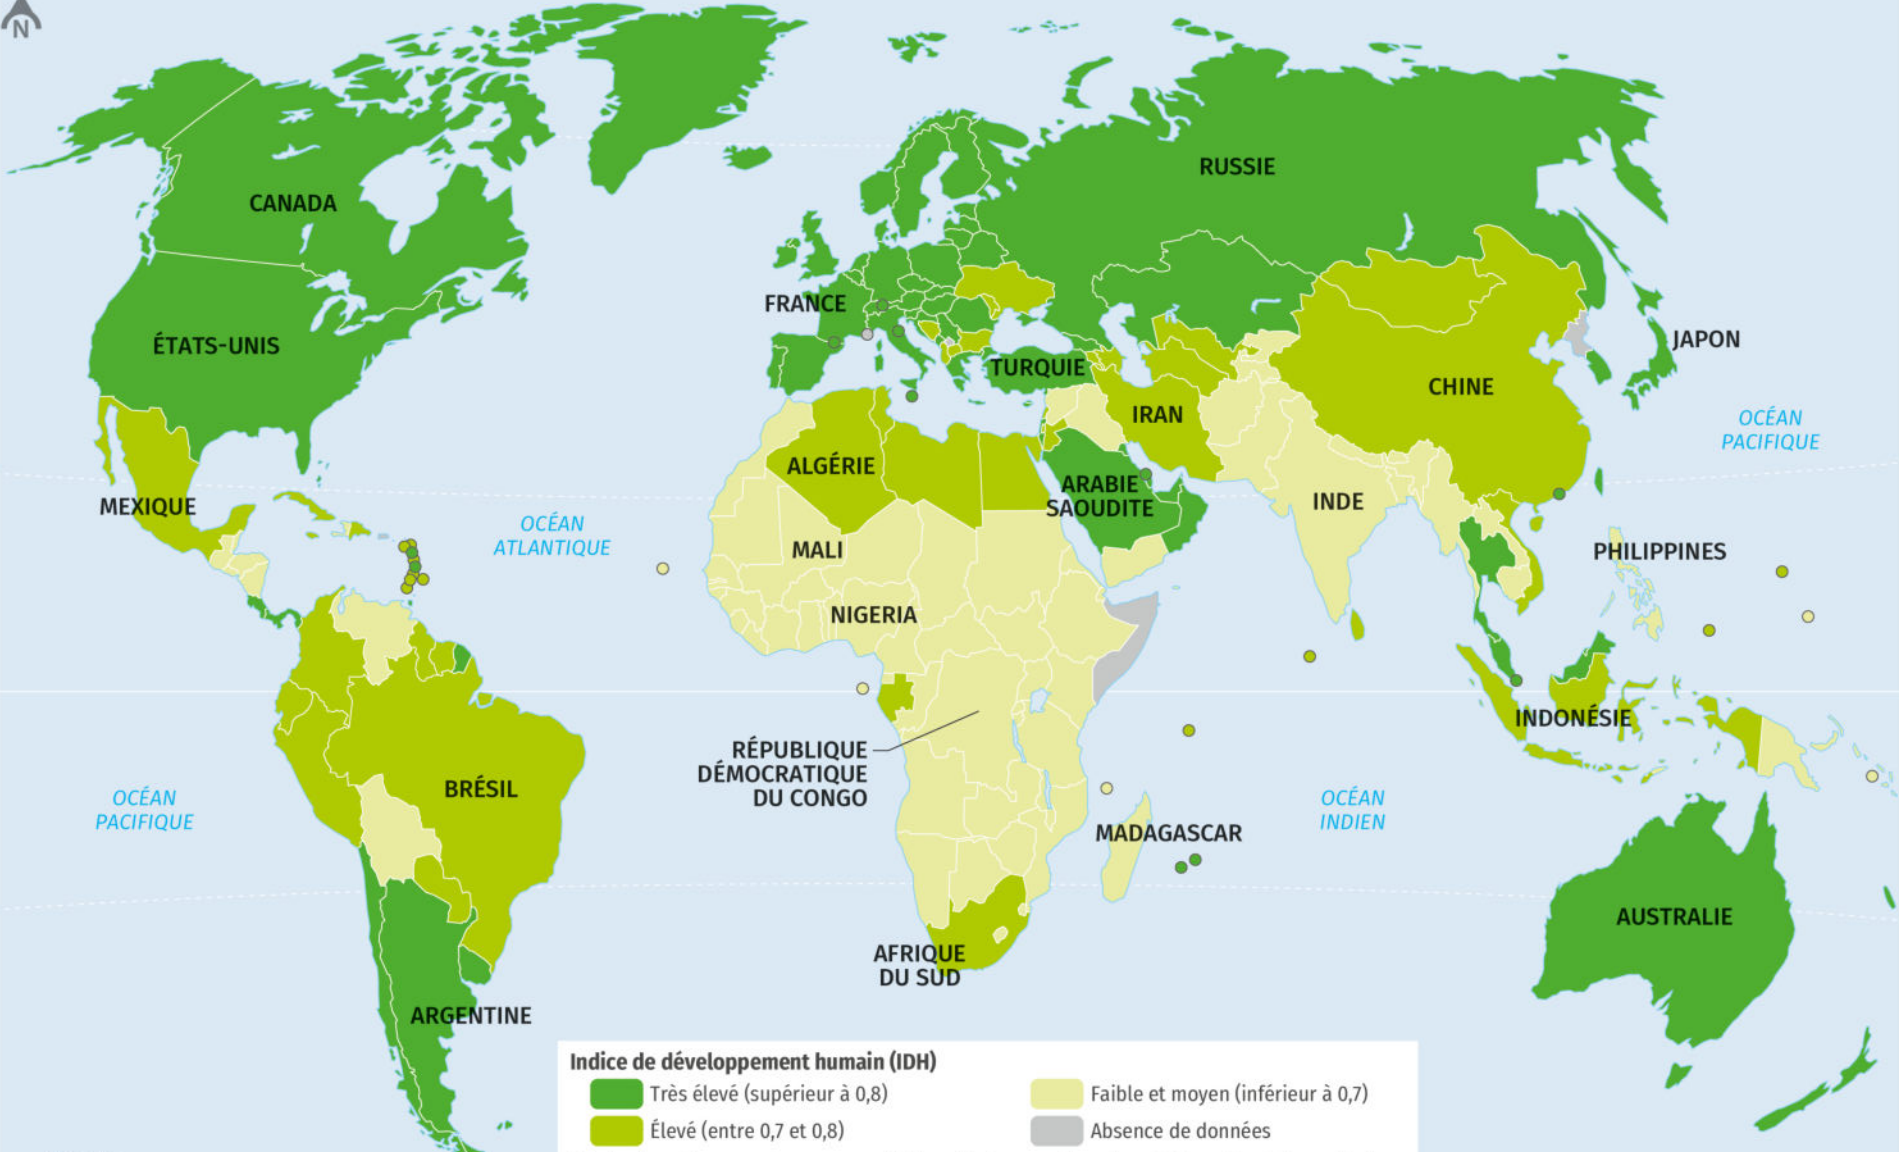 N
CANADA
RUSSIE
ÉTATS-UNIS
FRANCE
TURQUIE
JAPON
CHINE
IRAN
OCÉAN
PACIFIQUE
MEXIQUE
ALGÉRIE
ARABIE
SAOUDITE
INDE
OCÉAN
ATLANTIQUE
MALI
PHILIPPINES
NIGERIA
INDONÉSIE
RÉPUBLIQUE
DÉMOCRATIQUE
DU CONGO
BRÉSIL
OCÉAN
PACIFIQUE
OCÉAN
INDIEN
MADAGASCAR
AUSTRALIE
AFRIQUE
DU SUD
ARGENTINE
Indice de développement humain (IDH)
Très élevé (supérieur à 0,8)
Élevé (entre 0,7 et 0,8)
Faible et moyen (inférieur à 0,7)
Absence de données